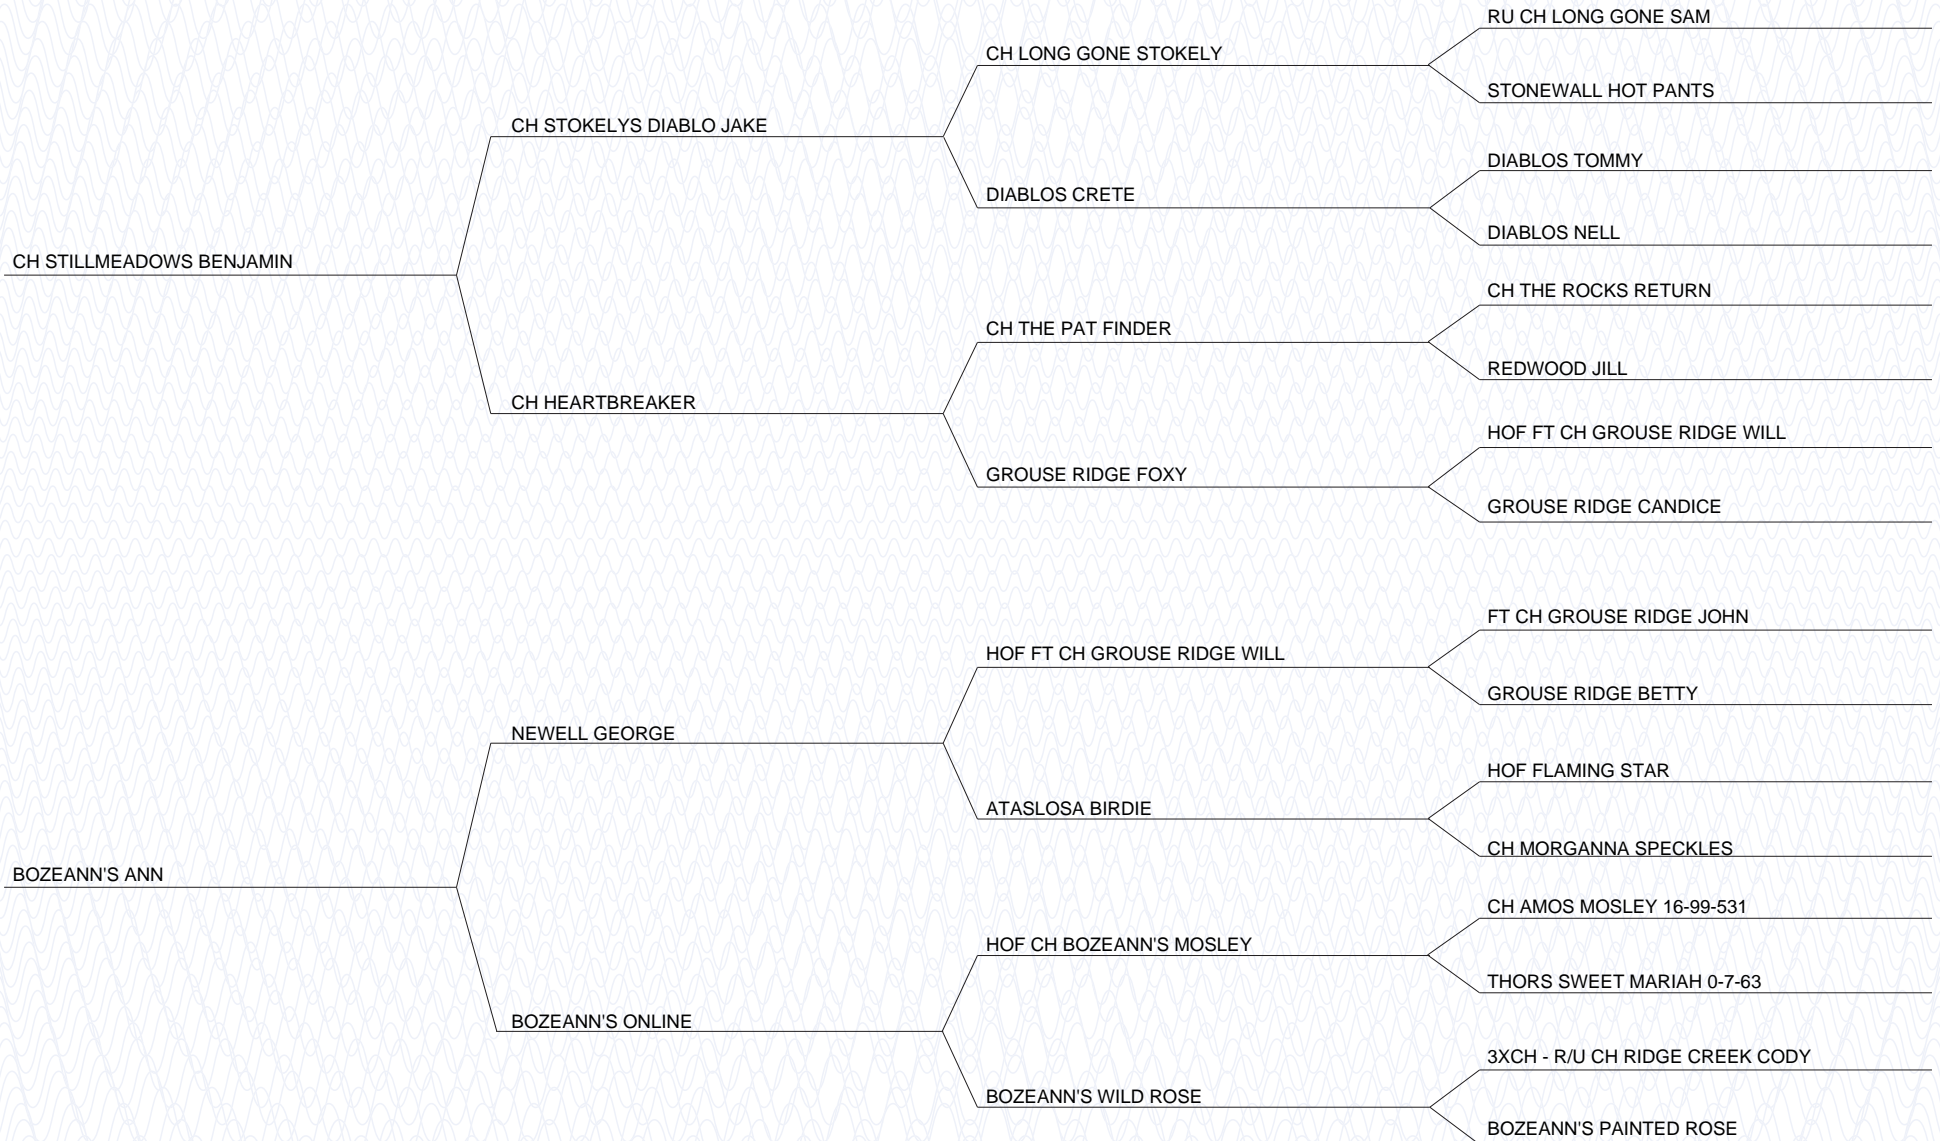 RU CH LONG GONE SAM
CH LONG GONE STOKELY
STONEWALL HOT PANTS
CH STOKELYS DIABLO JAKE
DIABLOS TOMMY
DIABLOS CRETE
DIABLOS NELL
CH STILLMEADOWS BENJAMIN
CH THE ROCKS RETURN
CH THE PAT FINDER
REDWOOD JILL
CH HEARTBREAKER
HOF FT CH GROUSE RIDGE WILL
GROUSE RIDGE FOXY
GROUSE RIDGE CANDICE
FT CH GROUSE RIDGE JOHN
HOF FT CH GROUSE RIDGE WILL
GROUSE RIDGE BETTY
NEWELL GEORGE
HOF FLAMING STAR
ATASLOSA BIRDIE
CH MORGANNA SPECKLES
BOZEANN'S ANN
CH AMOS MOSLEY 16-99-531
HOF CH BOZEANN'S MOSLEY
THORS SWEET MARIAH 0-7-63
BOZEANN'S ONLINE
3XCH - R/U CH RIDGE CREEK CODY
BOZEANN'S WILD ROSE
BOZEANN'S PAINTED ROSE